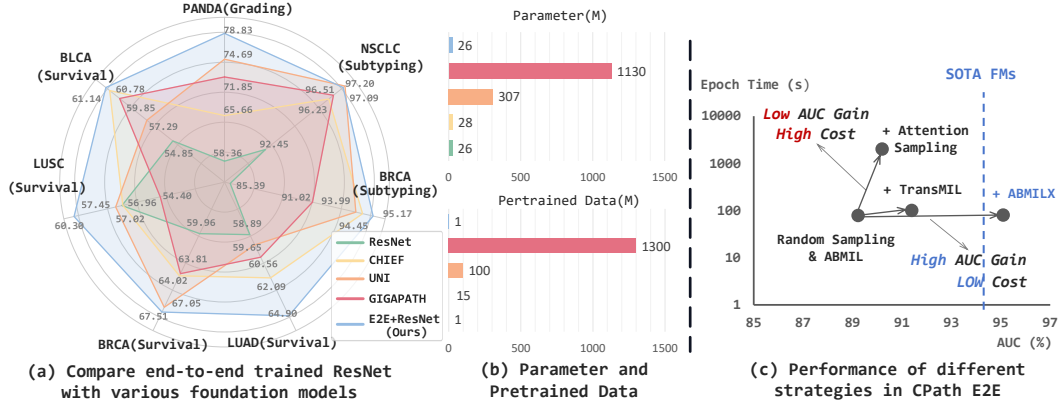 PANDA(Grading)
78.83
74.69
71.85
65.66
58.36
NSCLC
(Subtyping)
97.20
97.09
96.51
96.23
92.45
BRCA
(Subtyping)
95.17
94.45
93.99
91.02
85.39
LUAD(Survival)
64.90
62.09
60.56
59.65
58.89
BRCA(Survival)
67.51
67.05
64.02
63.81
59.96
LUSC
(Survival)
60.30
57.45
57.02
56.96
54.40
BLCA
(Survival)
61.14
60.78
59.85
57.29
54.85
ResNet
CHIEF
UNI
GIGAPATH
E2E+ResNet
(Ours)
(a) Compare end-to-end trained ResNet
with various foundation models
Parameter(M)
26
1130
307
28
26
0 500 1000 1500
Pertrained Data(M)
1
1300
100
15
1
0 500 1000 1500
(b) Parameter and
Pretrained Data
SOTA FMs
Epoch Time (s)
10000
1000
100
10
1
Low AUC Gain
High Cost
+ Attention
Sampling
+ TransMIL
+ ABMILX
Random Sampling
& ABMIL
High AUC Gain
LOW Cost
85 87 89 91 93 95 97
AUC (%)
(c) Performance of different
strategies in CPath E2E